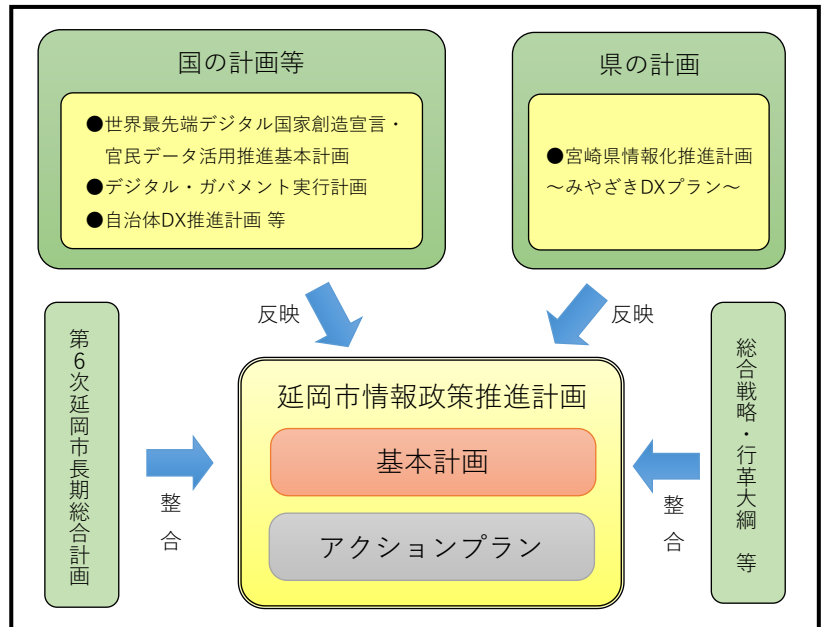 国の計画等
●世界最先端デジタル国家創造宣言・
官民データ活用推進基本計画
●デジタル・ガバメント実行計画
●自治体DX推進計画 等
県の計画
●宮崎県情報化推進計画
～みやざきDXプラン～
反映
反映
第6次延岡市長期総合計画
整合
延岡市情報政策推進計画
基本計画
アクションプラン
整合
総合戦略・行革大綱 等